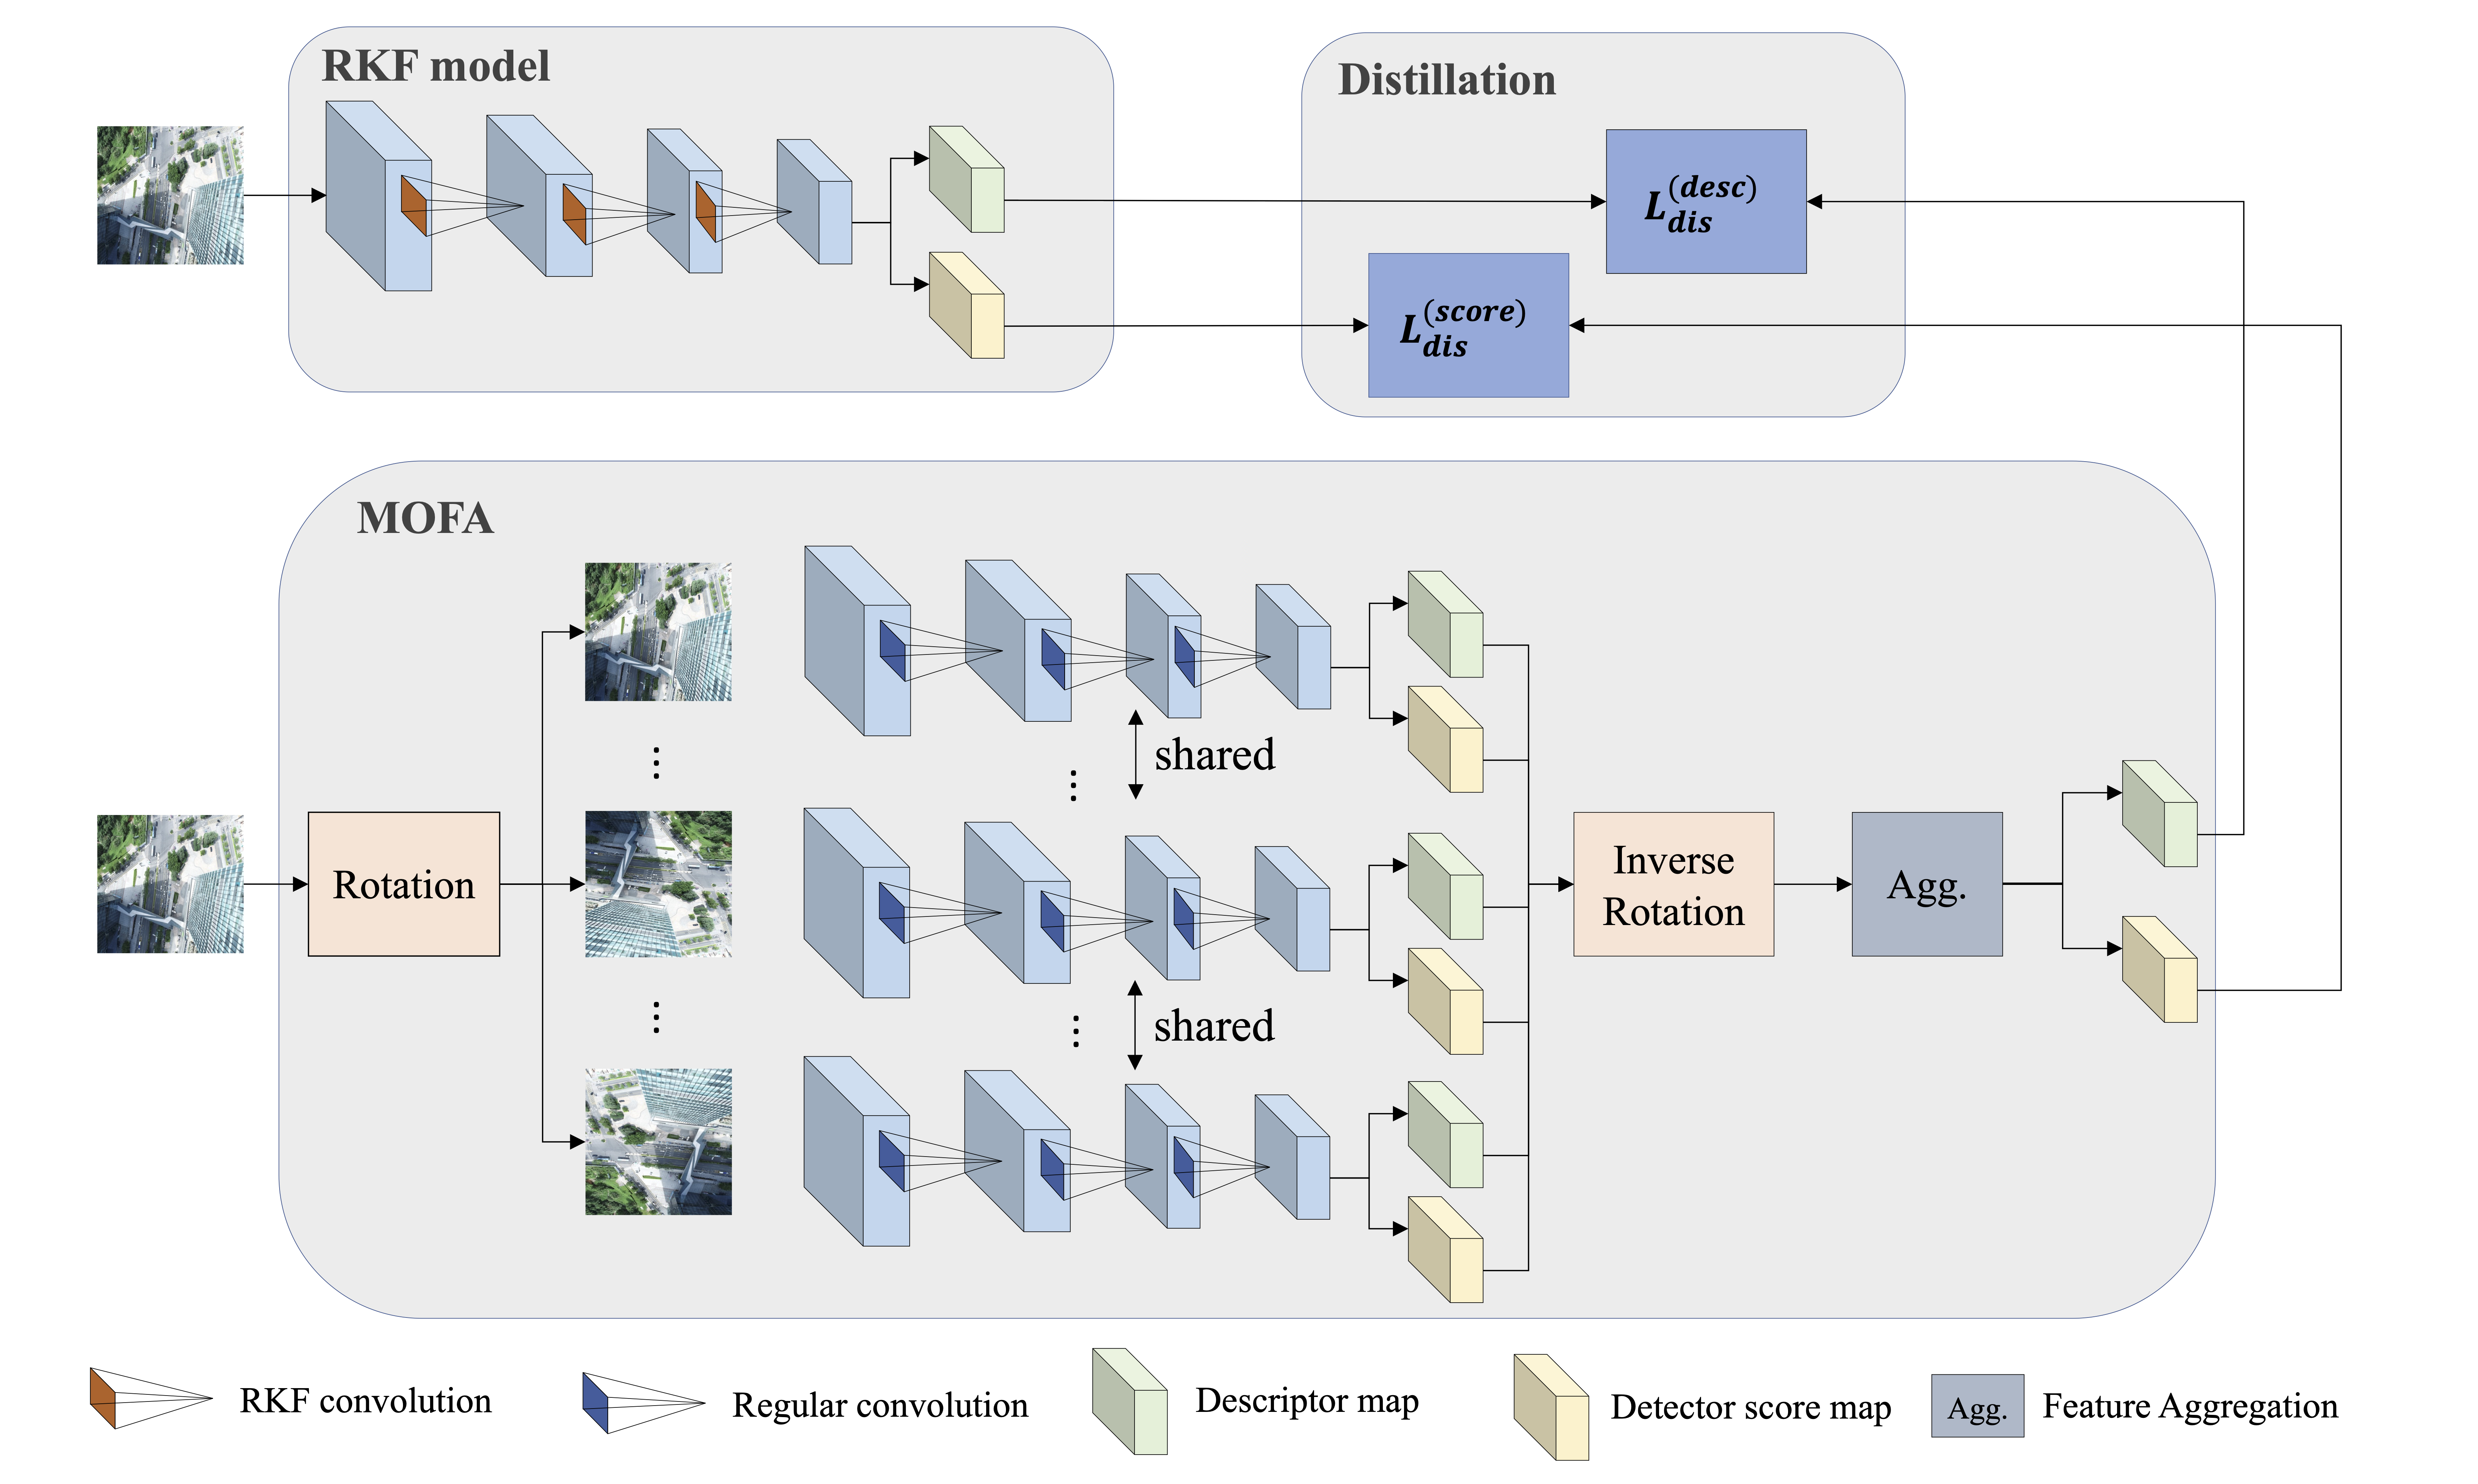 RKF model
Distillation
L_{dis}^{(desc)}
L_{dis}^{(score)}
MOFA
shared
Rotation
Inverse
Rotation
Agg.
shared
RKF convolution
Regular convolution
Descriptor map
Detector score map
Agg.
Feature Aggregation